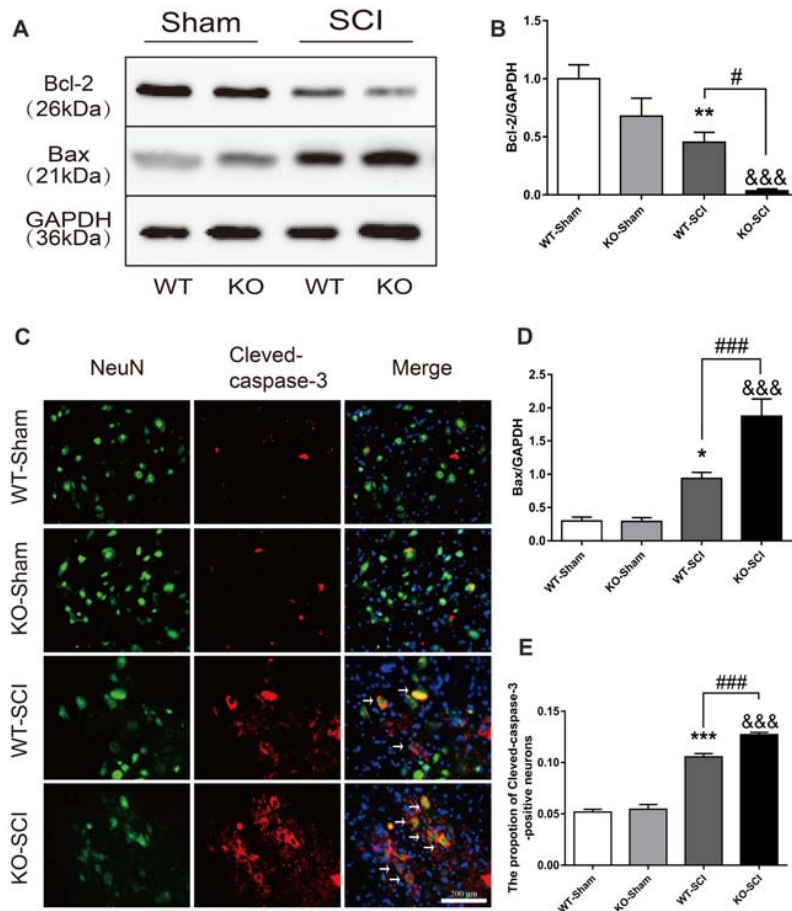 A
Sham SCI
Bcl-2
(26kDa)
Bax
(21kDa)
GAPDH
(36kDa)
WT KO WT KO
B
Bcl-2/GAPDH
1.5
1.0
0.5
0.0
**
#
&&&
WT-Sham
KO-Sham
WT-SCI
KO-SCI
C
NeuN
Cleved-
caspase-3
Merge
WT-Sham
KO-Sham
WT-SCI
KO-SCI
200 μm
D
Bax/GAPDH
2.5
2.0
1.5
1.0
0.5
0.0
*
###
&&&
WT-Sham
KO-Sham
WT-SCI
KO-SCI
E
The propotion of Cleved-caspase-3
-positive neurons
0.15
0.10
0.05
0.00
***
###
&&&
WT-Sham
KO-Sham
WT-SCI
KO-SCI